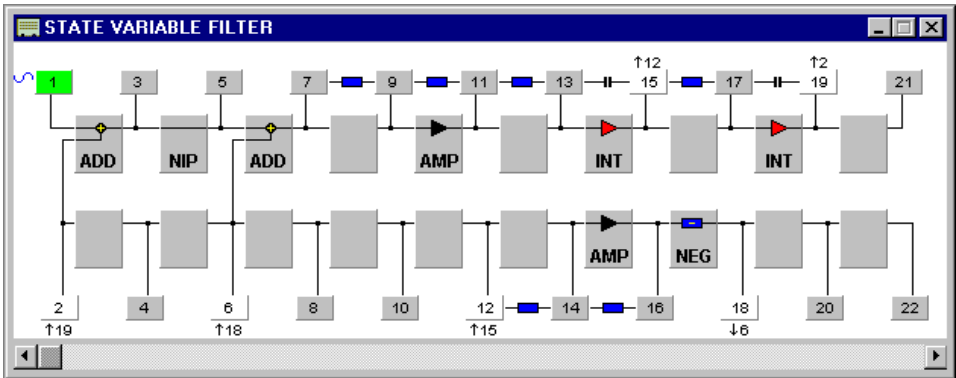 STATE VARIABLE FILTER
↑12 ↑2
1 3 5 7 9 11 13 15 17 19 21
ADD NIP ADD AMP INT INT
AMP NEG
2 4 6 8 10 12 14 16 18 20 22
↑19 ↑18 ↑15 ↓6